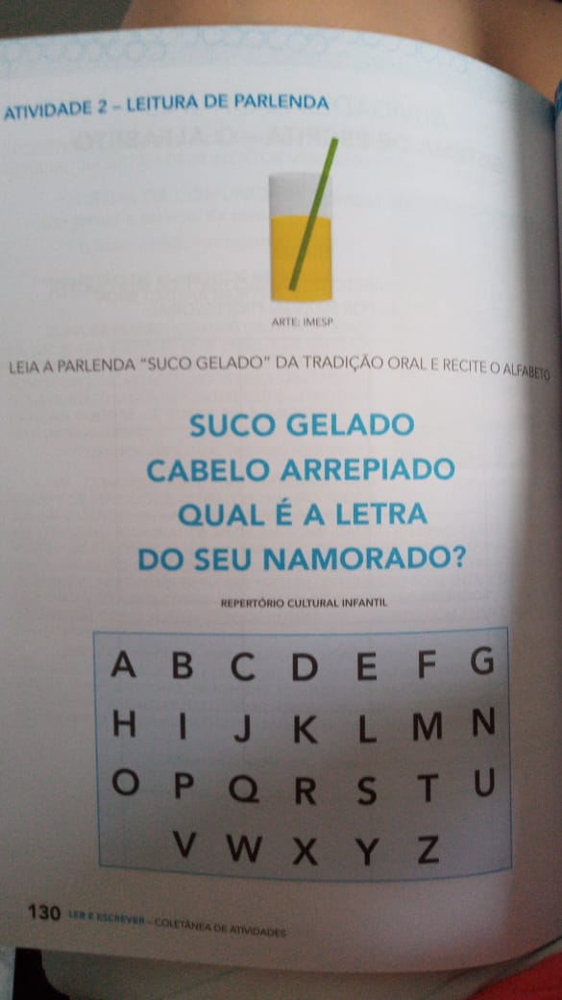 ATIVIDADE 2 – LEITURA DE PARLENDA
ARTE: IMESP
LEIA A PARLENDA “SUCO GELADO” DA TRADIÇÃO ORAL E RECITE O ALFABETO
SUCO GELADO
CABELO ARREPIADO
QUAL É A LETRA
DO SEU NAMORADO?
REPERTÓRIO CULTURAL INFANTIL
A B C D E F G
H I J K L M N
O P Q R S T U
V W X Y Z
130 LER E ESCREVER – COLETÂNEA DE ATIVIDADES